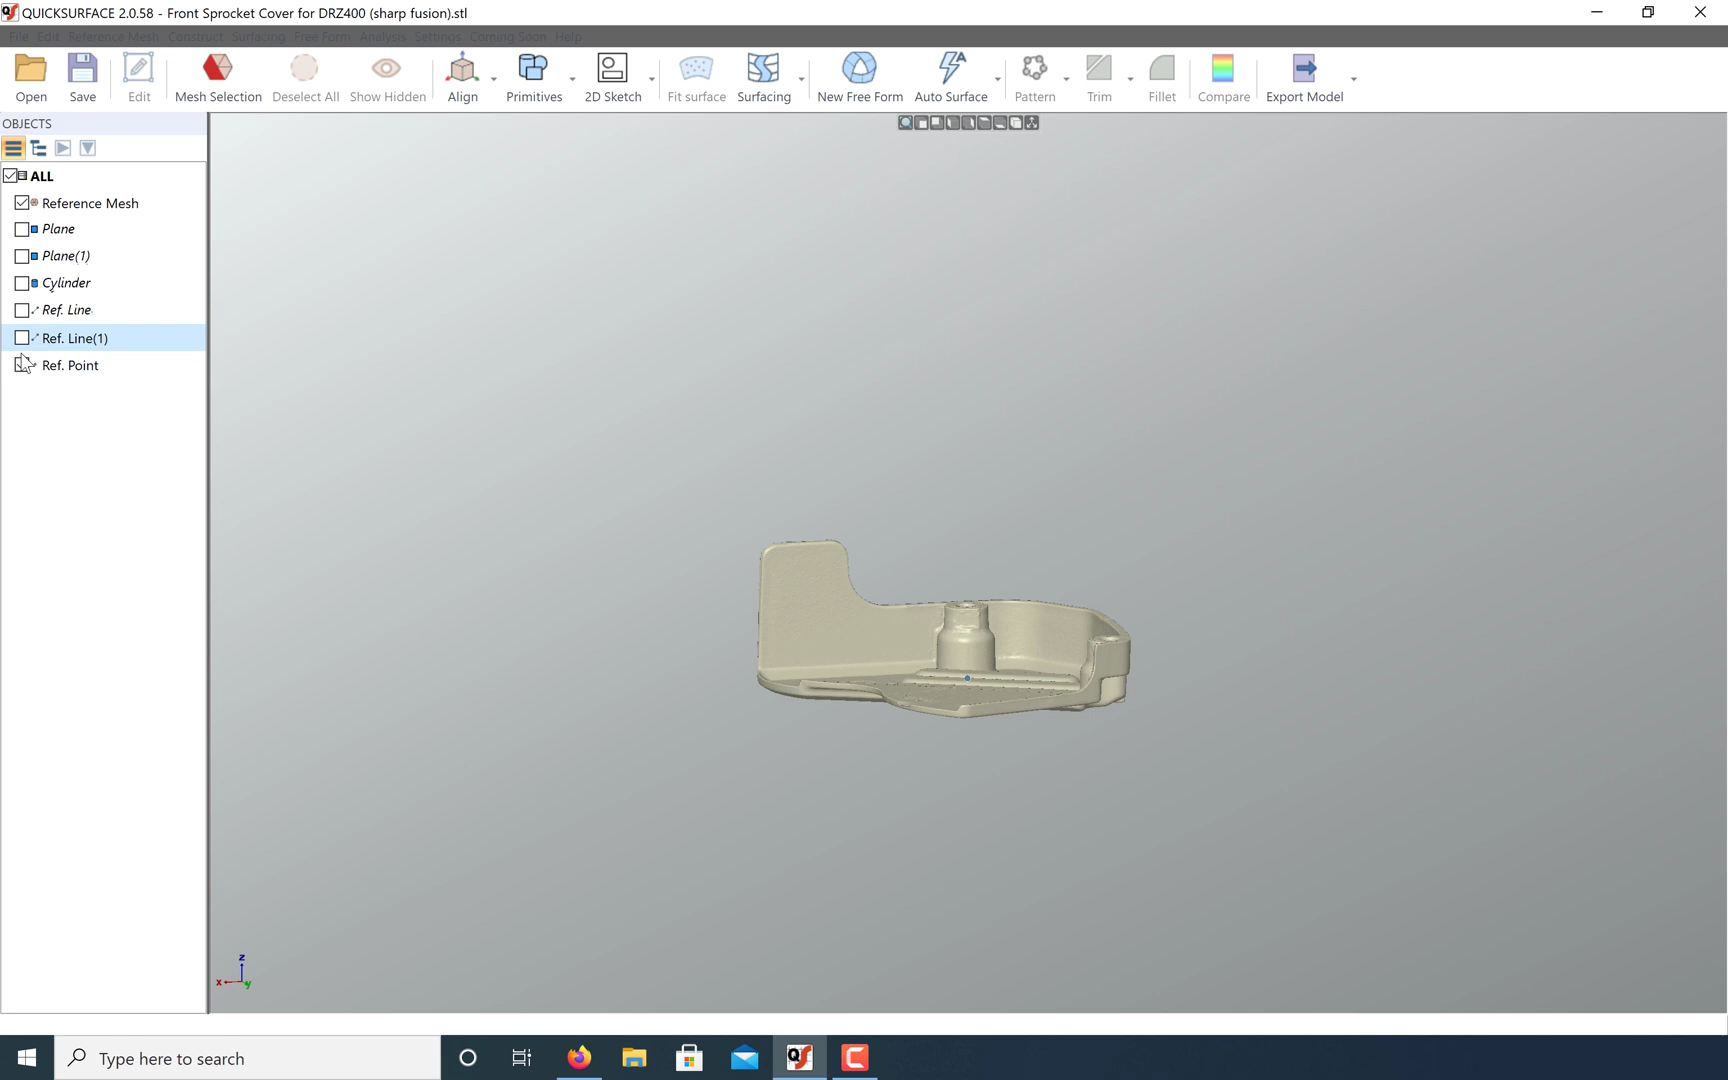 QUICKSURFACE 2.0.58 - Front Sprocket Cover for DRZ400 (sharp fusion).stl
File Edit Reference Mesh Construct Surfacing Free Form Analysis Settings Coming Soon Help
Open Save Edit Mesh Selection Deselect All Show Hidden Align Primitives 2D Sketch Fit surface Surfacing New Free Form Auto Surface Pattern Trim Fillet Compare Export Model
OBJECTS
ALL
Reference Mesh
Plane
Plane(1)
Cylinder
Ref. Line
Ref. Line(1)
Ref. Point
z
x
y
Type here to search